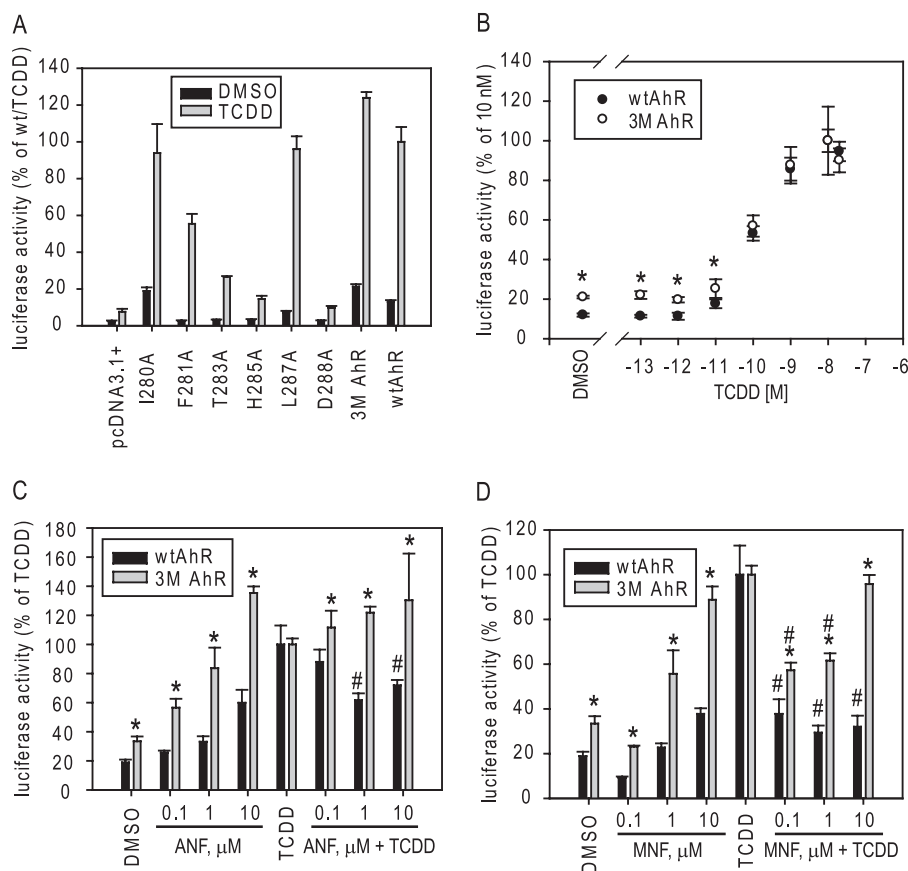 A
luciferase activity (% of wt/TCDD)
140
120
100
80
60
40
20
0
DMSO
TCDD
pcDNA3.1+
I280A
F281A
T283A
H285A
L287A
D288A
3M AhR
wtAhR
B
luciferase activity (% of 10 nM)
140
120
100
80
60
40
20
0
wtAhR
3M AhR
* * * *
DMSO
-13 -12 -11 -10 -9 -8 -7 -6
TCDD [M]
C
luciferase activity (% of TCDD)
180
160
140
120
100
80
60
40
20
0
wtAhR
3M AhR
* * * * * # * # *
DMSO
0.1 1 10
ANF, μM
TCDD
0.1 1 10
ANF, μM + TCDD
D
luciferase activity (% of TCDD)
120
100
80
60
40
20
0
wtAhR
3M AhR
* * * * # # * # # * # *
DMSO
0.1 1 10
MNF, μM
TCDD
0.1 1 10
MNF, μM + TCDD